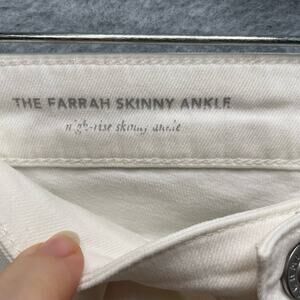 THE FARRAH SKINNY ANKLE
high-rise skinny ankle